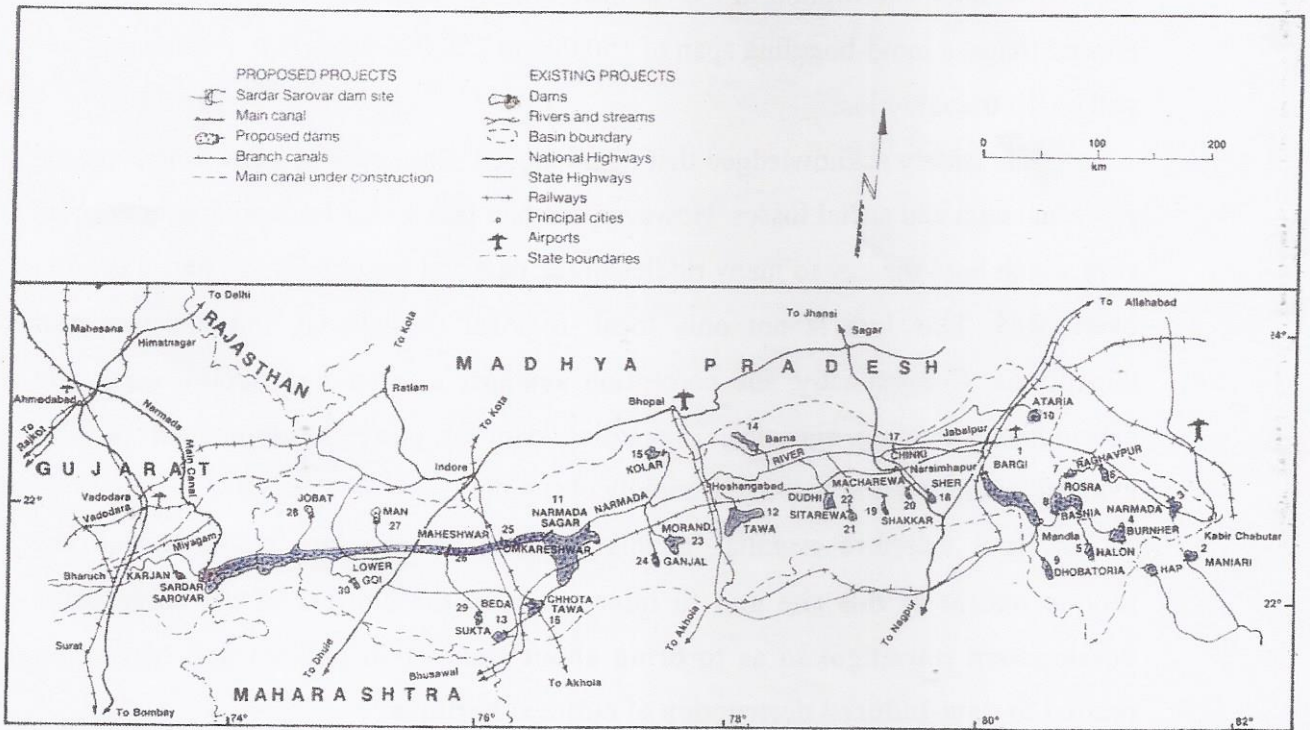 PROPOSED PROJECTS
Sardar Sarovar dam site
Main canal
Proposed dams
Branch canals
Main canal under construction
EXISTING PROJECTS
Dams
Rivers and streams
Basin boundary
National Highways
State Highways
Railways
Principal cities
Airports
State boundaries
N
0 100 200
km
To Delhi
Mahesana
Himatnagar
RAJASTHAN
To Kota
Ratlam
To Kota
MADHYA PRADESH
To Jhansi
Sagar
To Allahabad
24°
Ahmedabad
To Rajkot
Narmada Main Canal
GUJARAT
Bhopal
Indore
14
Barna
15
KOLAR
RIVER
17
CHINKI
Jabalpur
ATARIA
10
1
BARGI
22°
Vadodara
Vadodara
JOBAT
28
MAN
27
11
NARMADA
SAGAR
NARMADA
Hoshangabad
12
TAWA
DUDHI
22
SITAREWA
21
MACHAREWA
Narsimhapur
SHER
18
19
20
SHAKKAR
7
RAGHAVPUR
6
ROSRA
8
BASNIA
NARMADA
3
4
BURNHER
Miyagam
MAHESHWAR
25
OMKARESHWAR
26
MORAND
23
24
GANJAL
Mandla
5
HALON
Kabir Chabutar
2
MANIARI
Bharuch
KARJAN
SARDAR
SAROVAR
LOWER
GOI
30
9
DHOBATORIA
HAP
BEDA
29
13
SUKTA
CHHOTA
TAWA
16
22°
Surat
To Dhule
Bhusawal
To Akhola
To Akhola
To Nagpur
MAHARASHTRA
To Bombay
74° 76° 78° 80° 82°